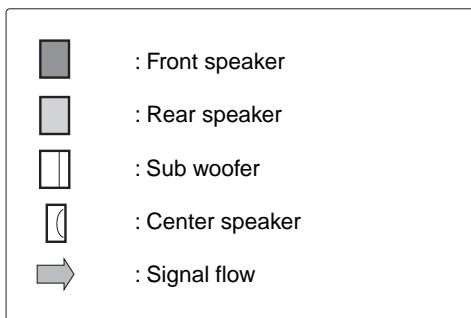 : Front speaker
: Rear speaker
: Sub woofer
: Center speaker
: Signal flow